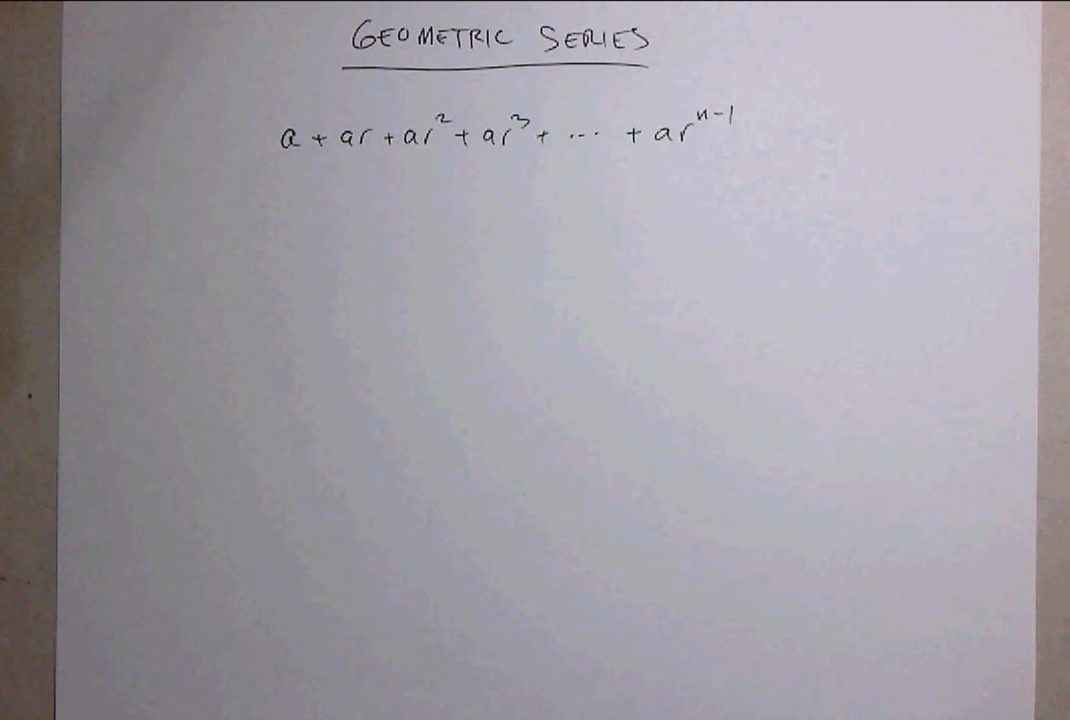 GEOMETRIC SERIES
a + ar + ar² + ar³ + ... + arⁿ⁻¹